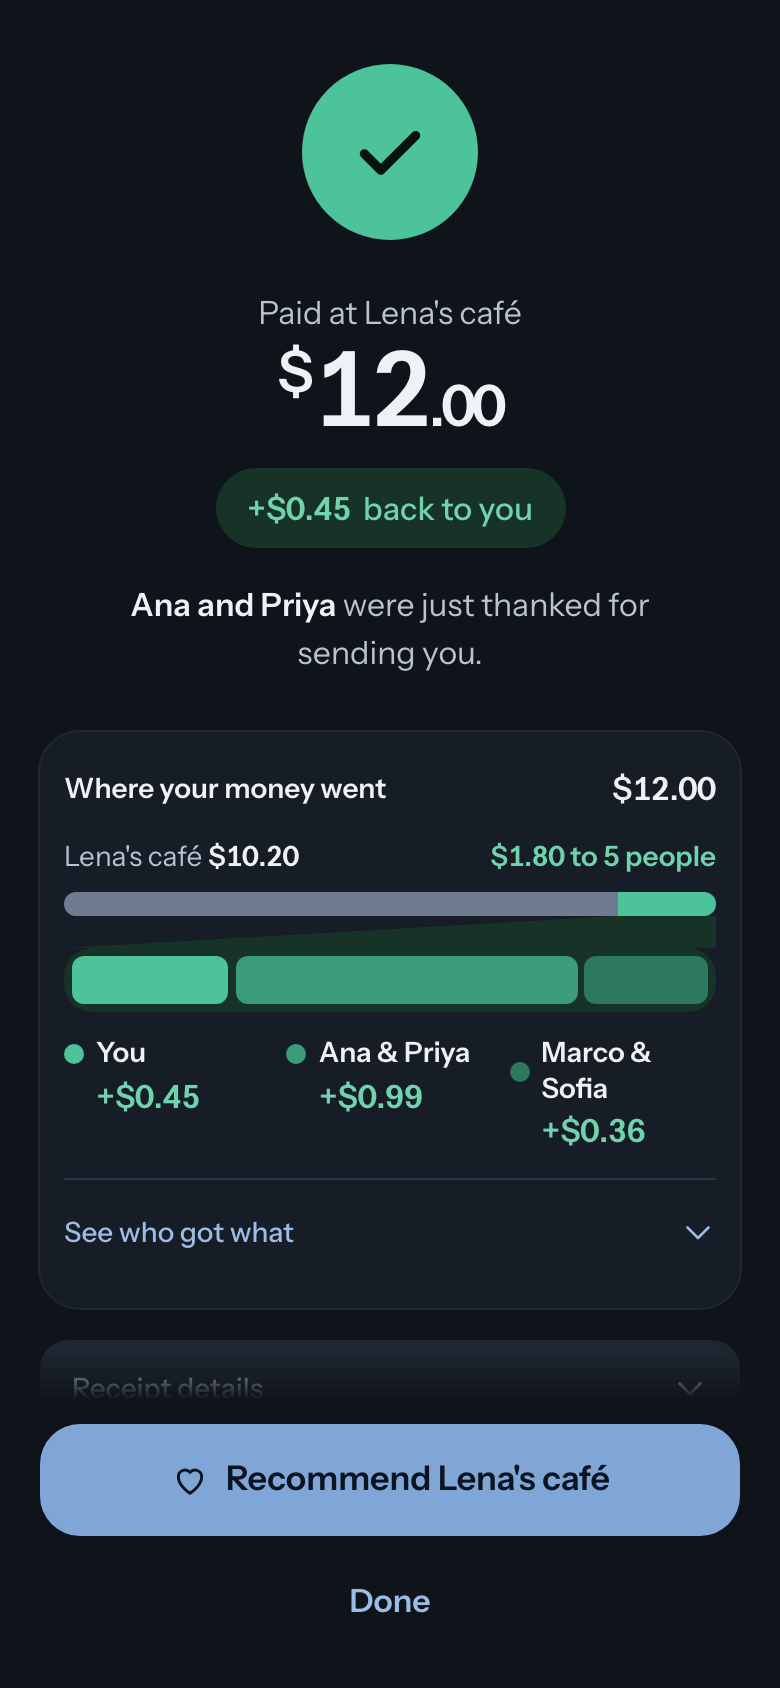 Paid at Lena's café
$12.00
+$0.45 back to you
Ana and Priya were just thanked for
sending you.
Where your money went $12.00
Lena's café $10.20 $1.80 to 5 people
You
+$0.45
Ana & Priya
+$0.99
Marco &
Sofia
+$0.36
See who got what
Receipt details
Recommend Lena's café
Done